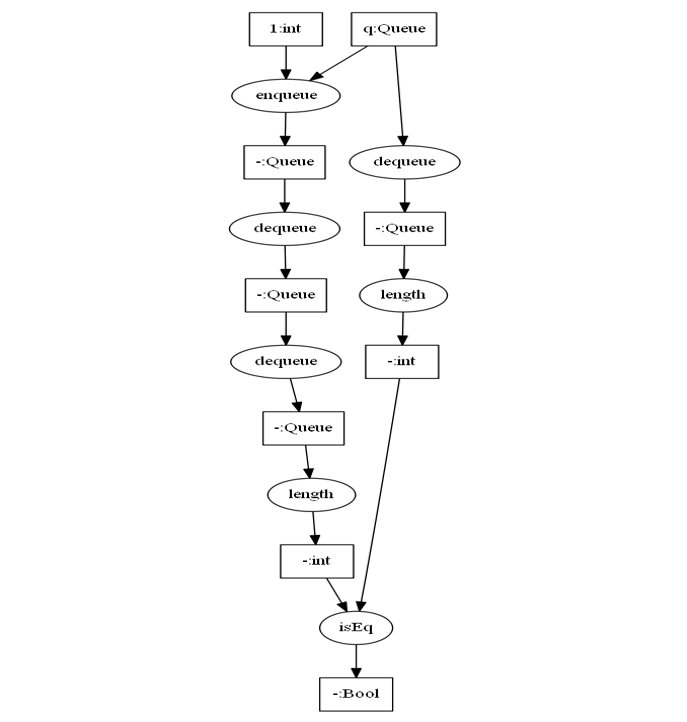 1:int
q:Queue
enqueue
-:Queue
dequeue
dequeue
-:Queue
-:Queue
length
dequeue
-:int
-:Queue
length
-:int
isEq
-:Bool